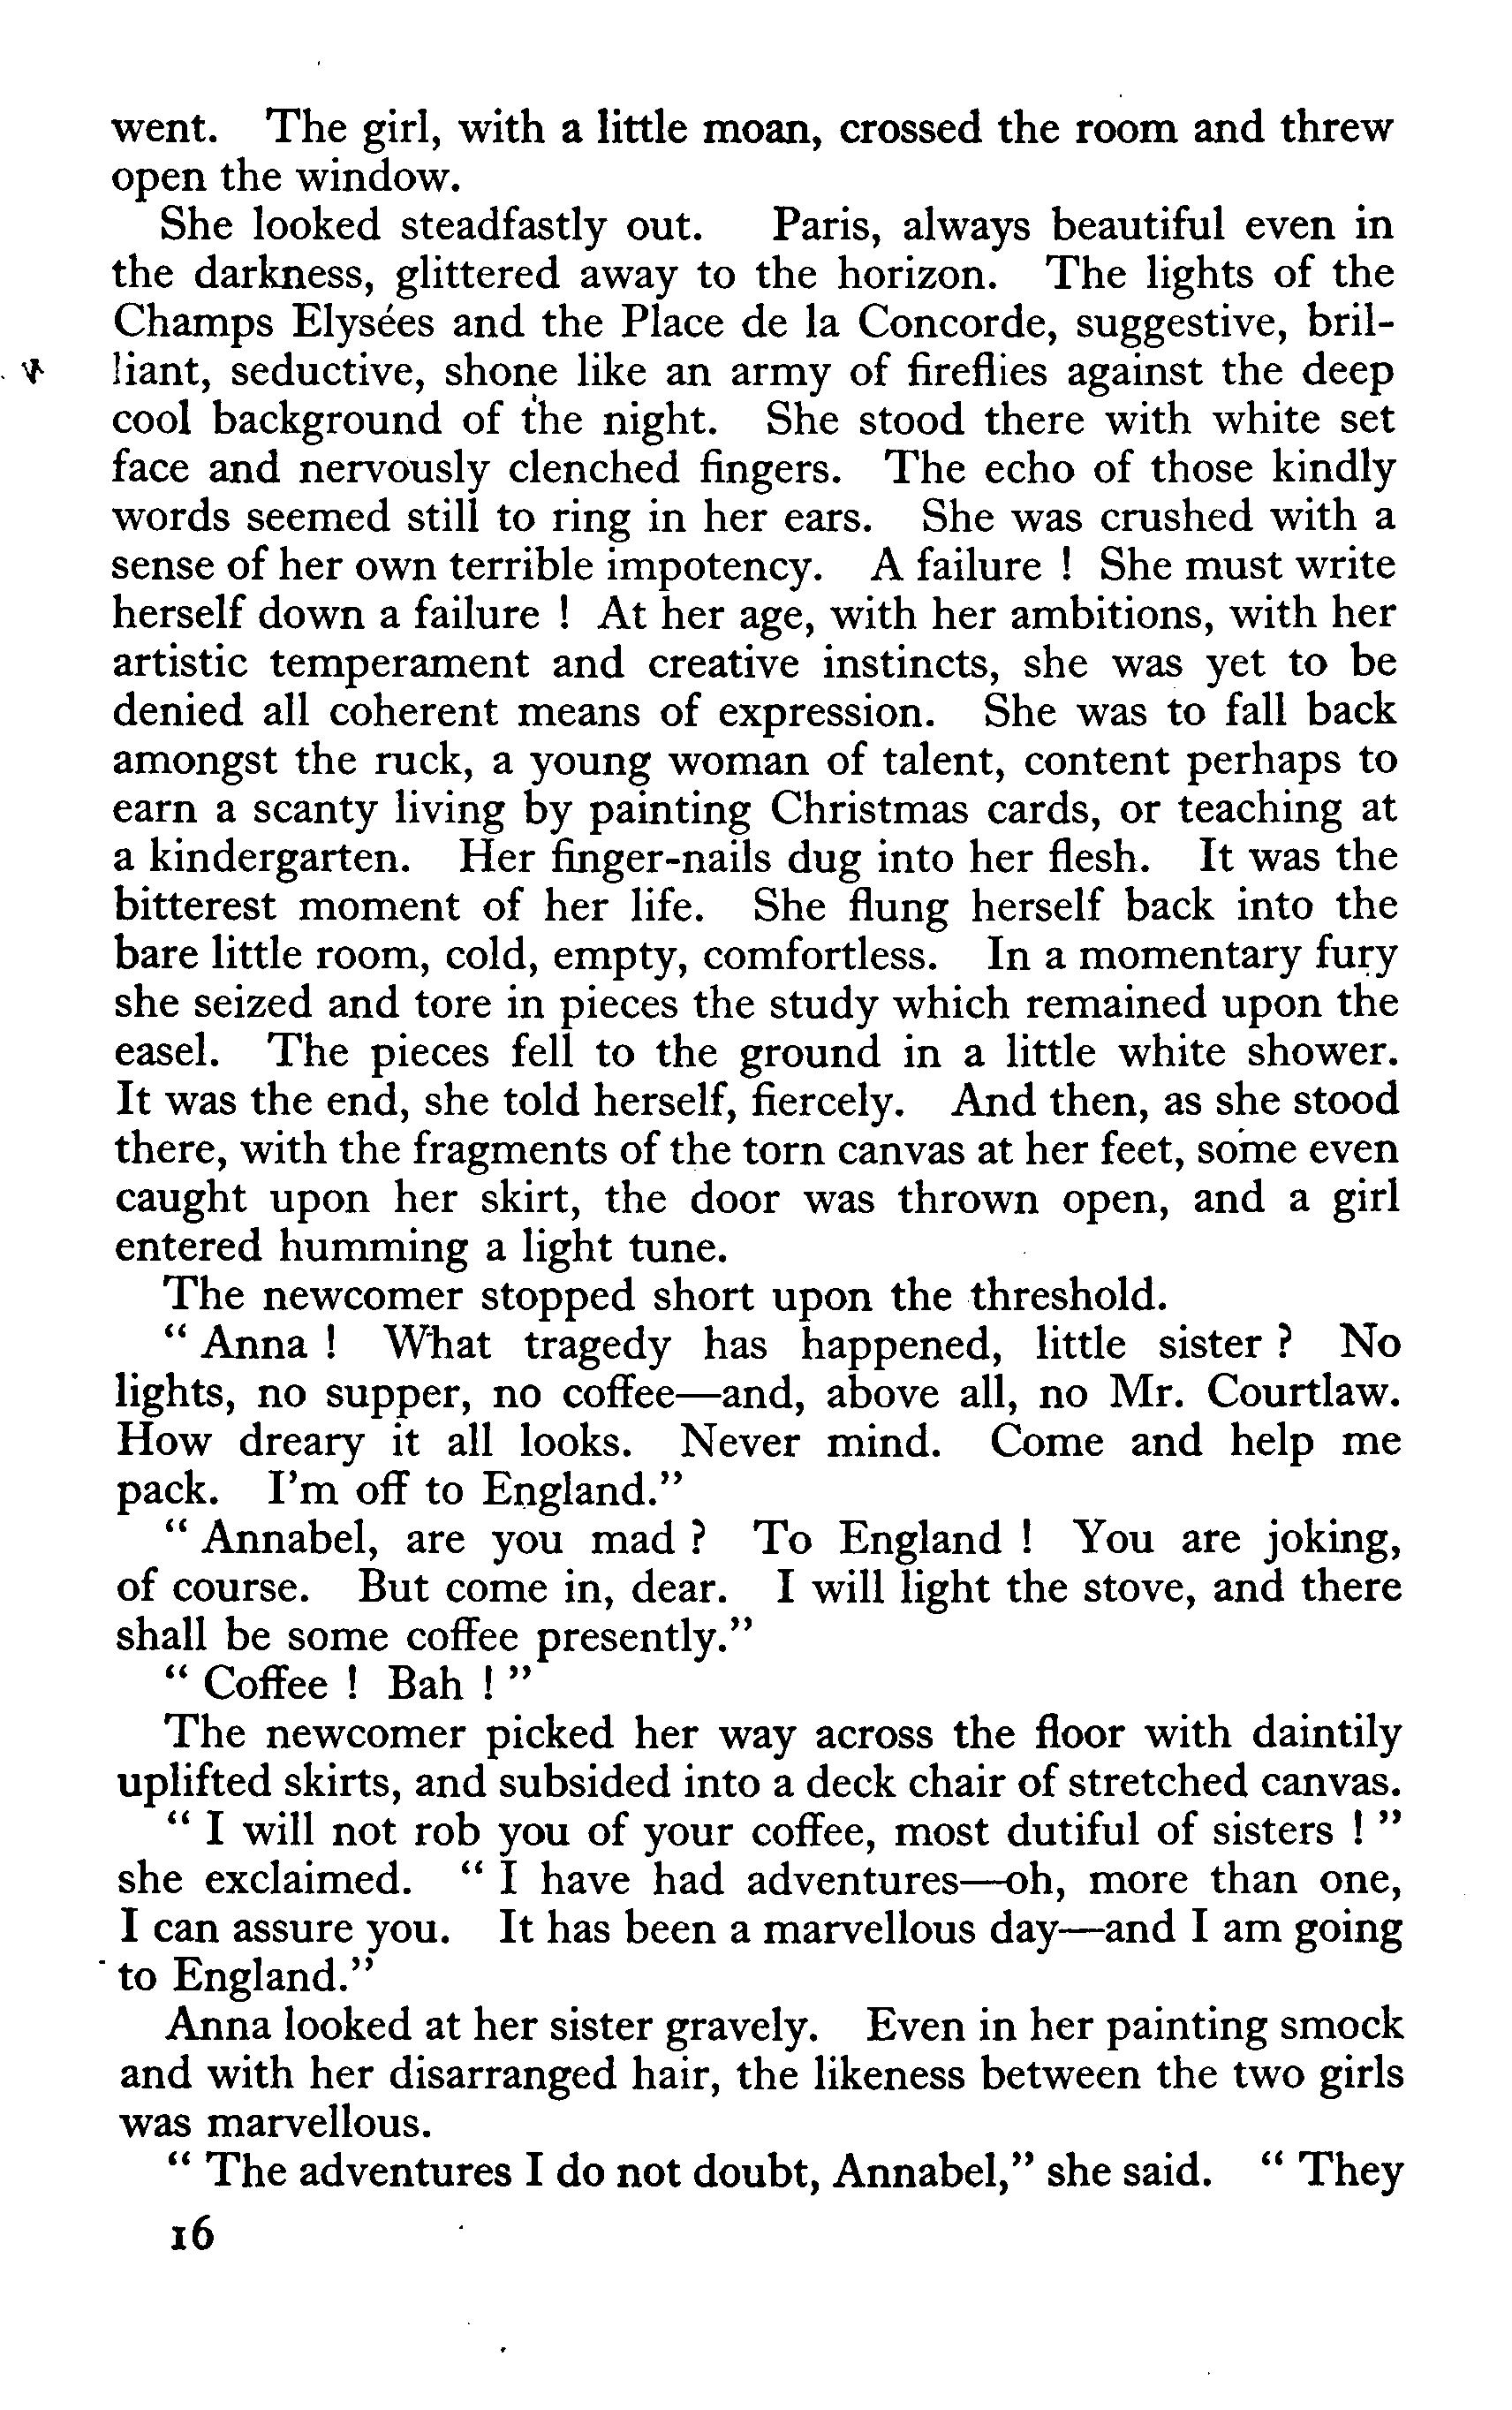 went. The girl, with a little moan, crossed the room and threw
open the window.
She looked steadfastly out. Paris, always beautiful even in
the darkness, glittered away to the horizon. The lights of the
Champs Elysées and the Place de la Concorde, suggestive, bril-
liant, seductive, shone like an army of fireflies against the deep
cool background of the night. She stood there with white set
face and nervously clenched fingers. The echo of those kindly
words seemed still to ring in her ears. She was crushed with a
sense of her own terrible impotency. A failure ! She must write
herself down a failure ! At her age, with her ambitions, with her
artistic temperament and creative instincts, she was yet to be
denied all coherent means of expression. She was to fall back
amongst the ruck, a young woman of talent, content perhaps to
earn a scanty living by painting Christmas cards, or teaching at
a kindergarten. Her finger-nails dug into her flesh. It was the
bitterest moment of her life. She flung herself back into the
bare little room, cold, empty, comfortless. In a momentary fury
she seized and tore in pieces the study which remained upon the
easel. The pieces fell to the ground in a little white shower.
It was the end, she told herself, fiercely. And then, as she stood
there, with the fragments of the torn canvas at her feet, some even
caught upon her skirt, the door was thrown open, and a girl
entered humming a light tune.
The newcomer stopped short upon the threshold.
“ Anna ! What tragedy has happened, little sister ? No
lights, no supper, no coffee—and, above all, no Mr. Courtlaw.
How dreary it all looks. Never mind. Come and help me
pack. I'm off to England.”
“ Annabel, are you mad ? To England ! You are joking,
of course. But come in, dear. I will light the stove, and there
shall be some coffee presently.”
“ Coffee ! Bah ! ”
The newcomer picked her way across the floor with daintily
uplifted skirts, and subsided into a deck chair of stretched canvas.
“ I will not rob you of your coffee, most dutiful of sisters ! ”
she exclaimed. “ I have had adventures—oh, more than one,
I can assure you. It has been a marvellous day—and I am going
to England.”
Anna looked at her sister gravely. Even in her painting smock
and with her disarranged hair, the likeness between the two girls
was marvellous.
“ The adventures I do not doubt, Annabel,” she said. “ They
16